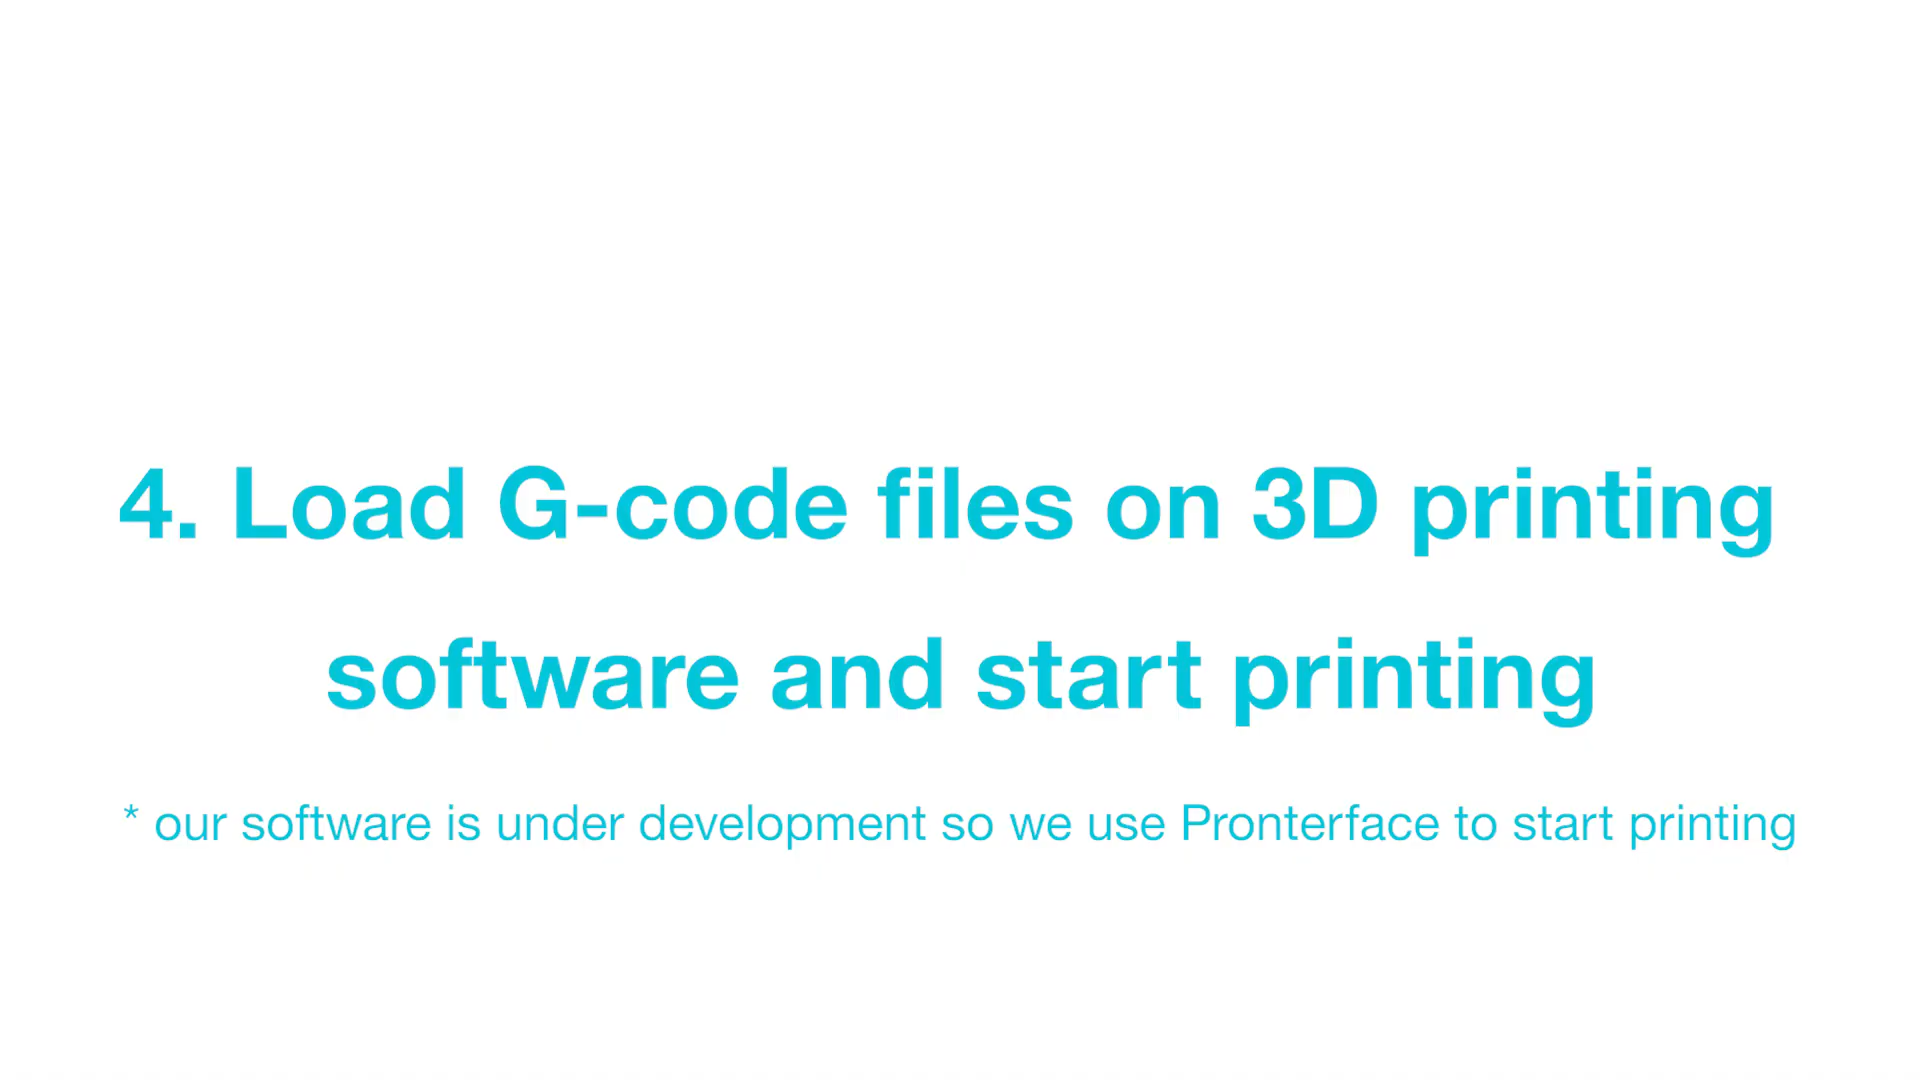 4. Load G-code files on 3D printing
software and start printing
* our software is under development so we use Pronterface to start printing